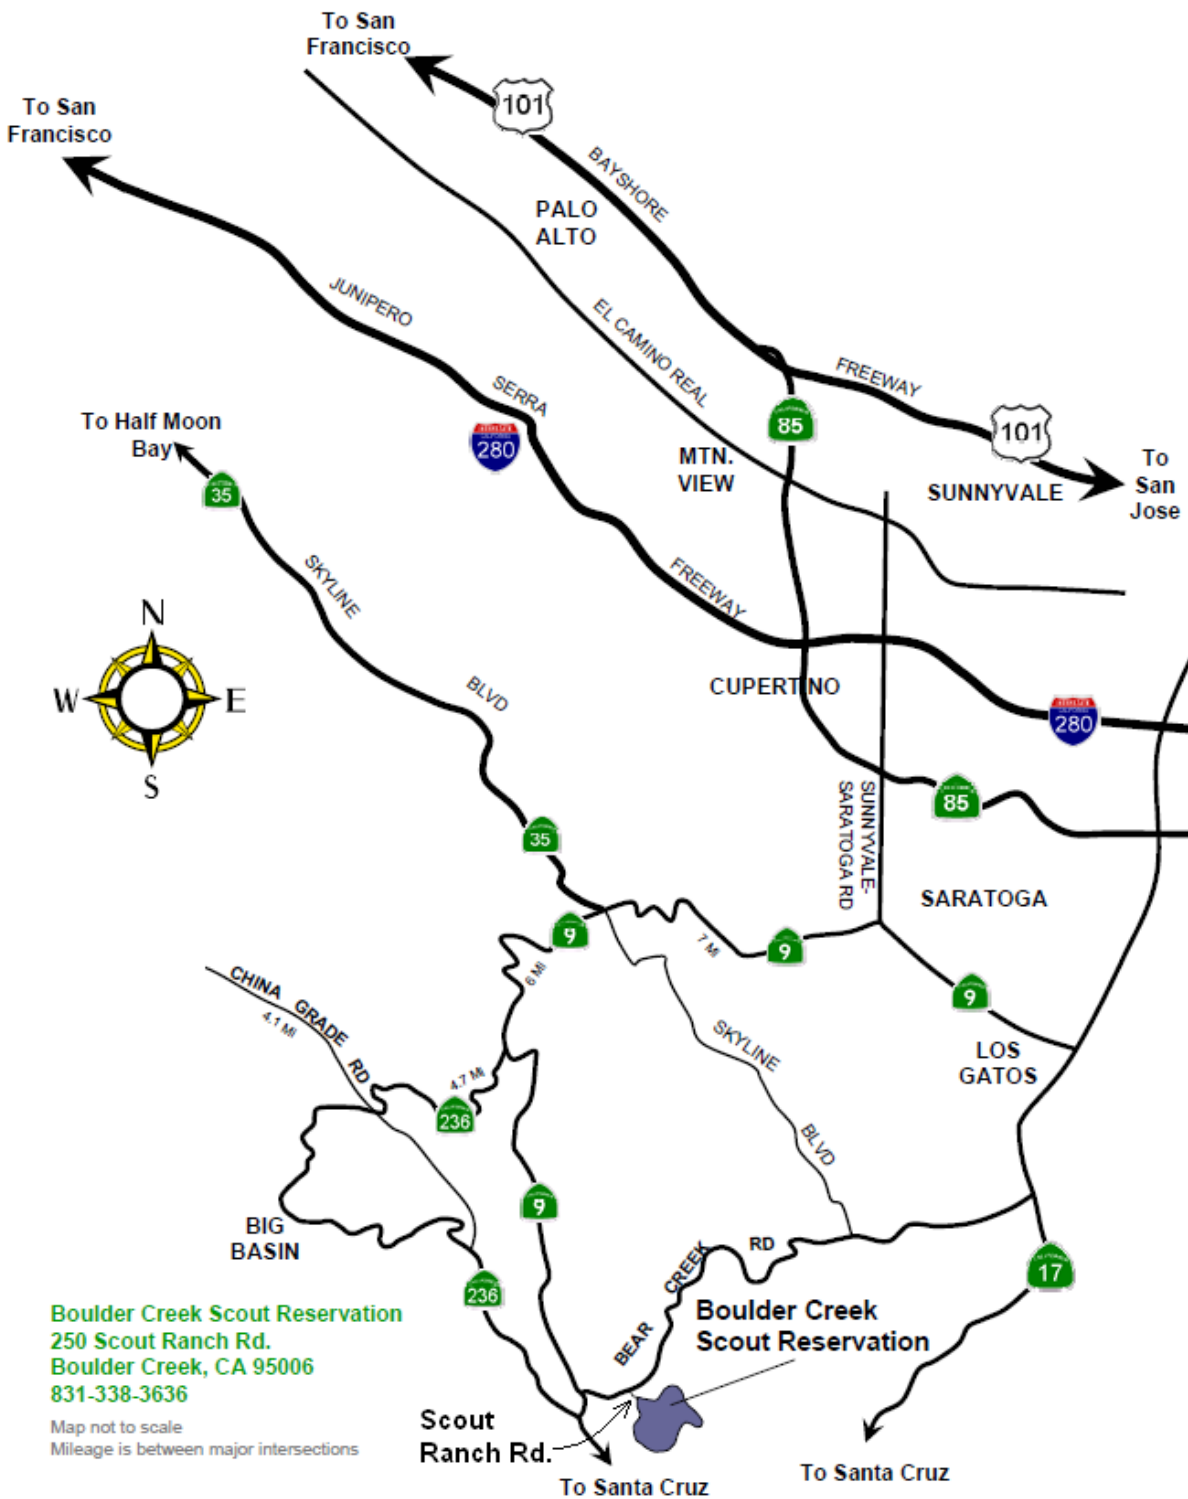 To San
Francisco
To San
Francisco
101
BAYSHORE
PALO
ALTO
JUNIPERO
EL CAMINO REAL
FREEWAY
SERRA
To Half Moon
Bay
85
101
280
MTN.
VIEW
SUNNYVALE
To
San
Jose
35
SKYLINE
FREEWAY
N
W
E
S
BLVD
CUPERTINO
280
SUNNYVALE-
SARATOGA RD
85
35
SARATOGA
9
7 MI
9
6 MI
CHINA GRADE
RD
4.1 MI
9
SKYLINE
LOS
GATOS
4.7 MI
236
BLVD
9
BIG
BASIN
BEAR CREEK RD
17
236
Boulder Creek
Scout Reservation
Boulder Creek Scout Reservation
250 Scout Ranch Rd.
Boulder Creek, CA 95006
831-338-3636
Map not to scale
Mileage is between major intersections
Scout
Ranch Rd.
To Santa Cruz
To Santa Cruz